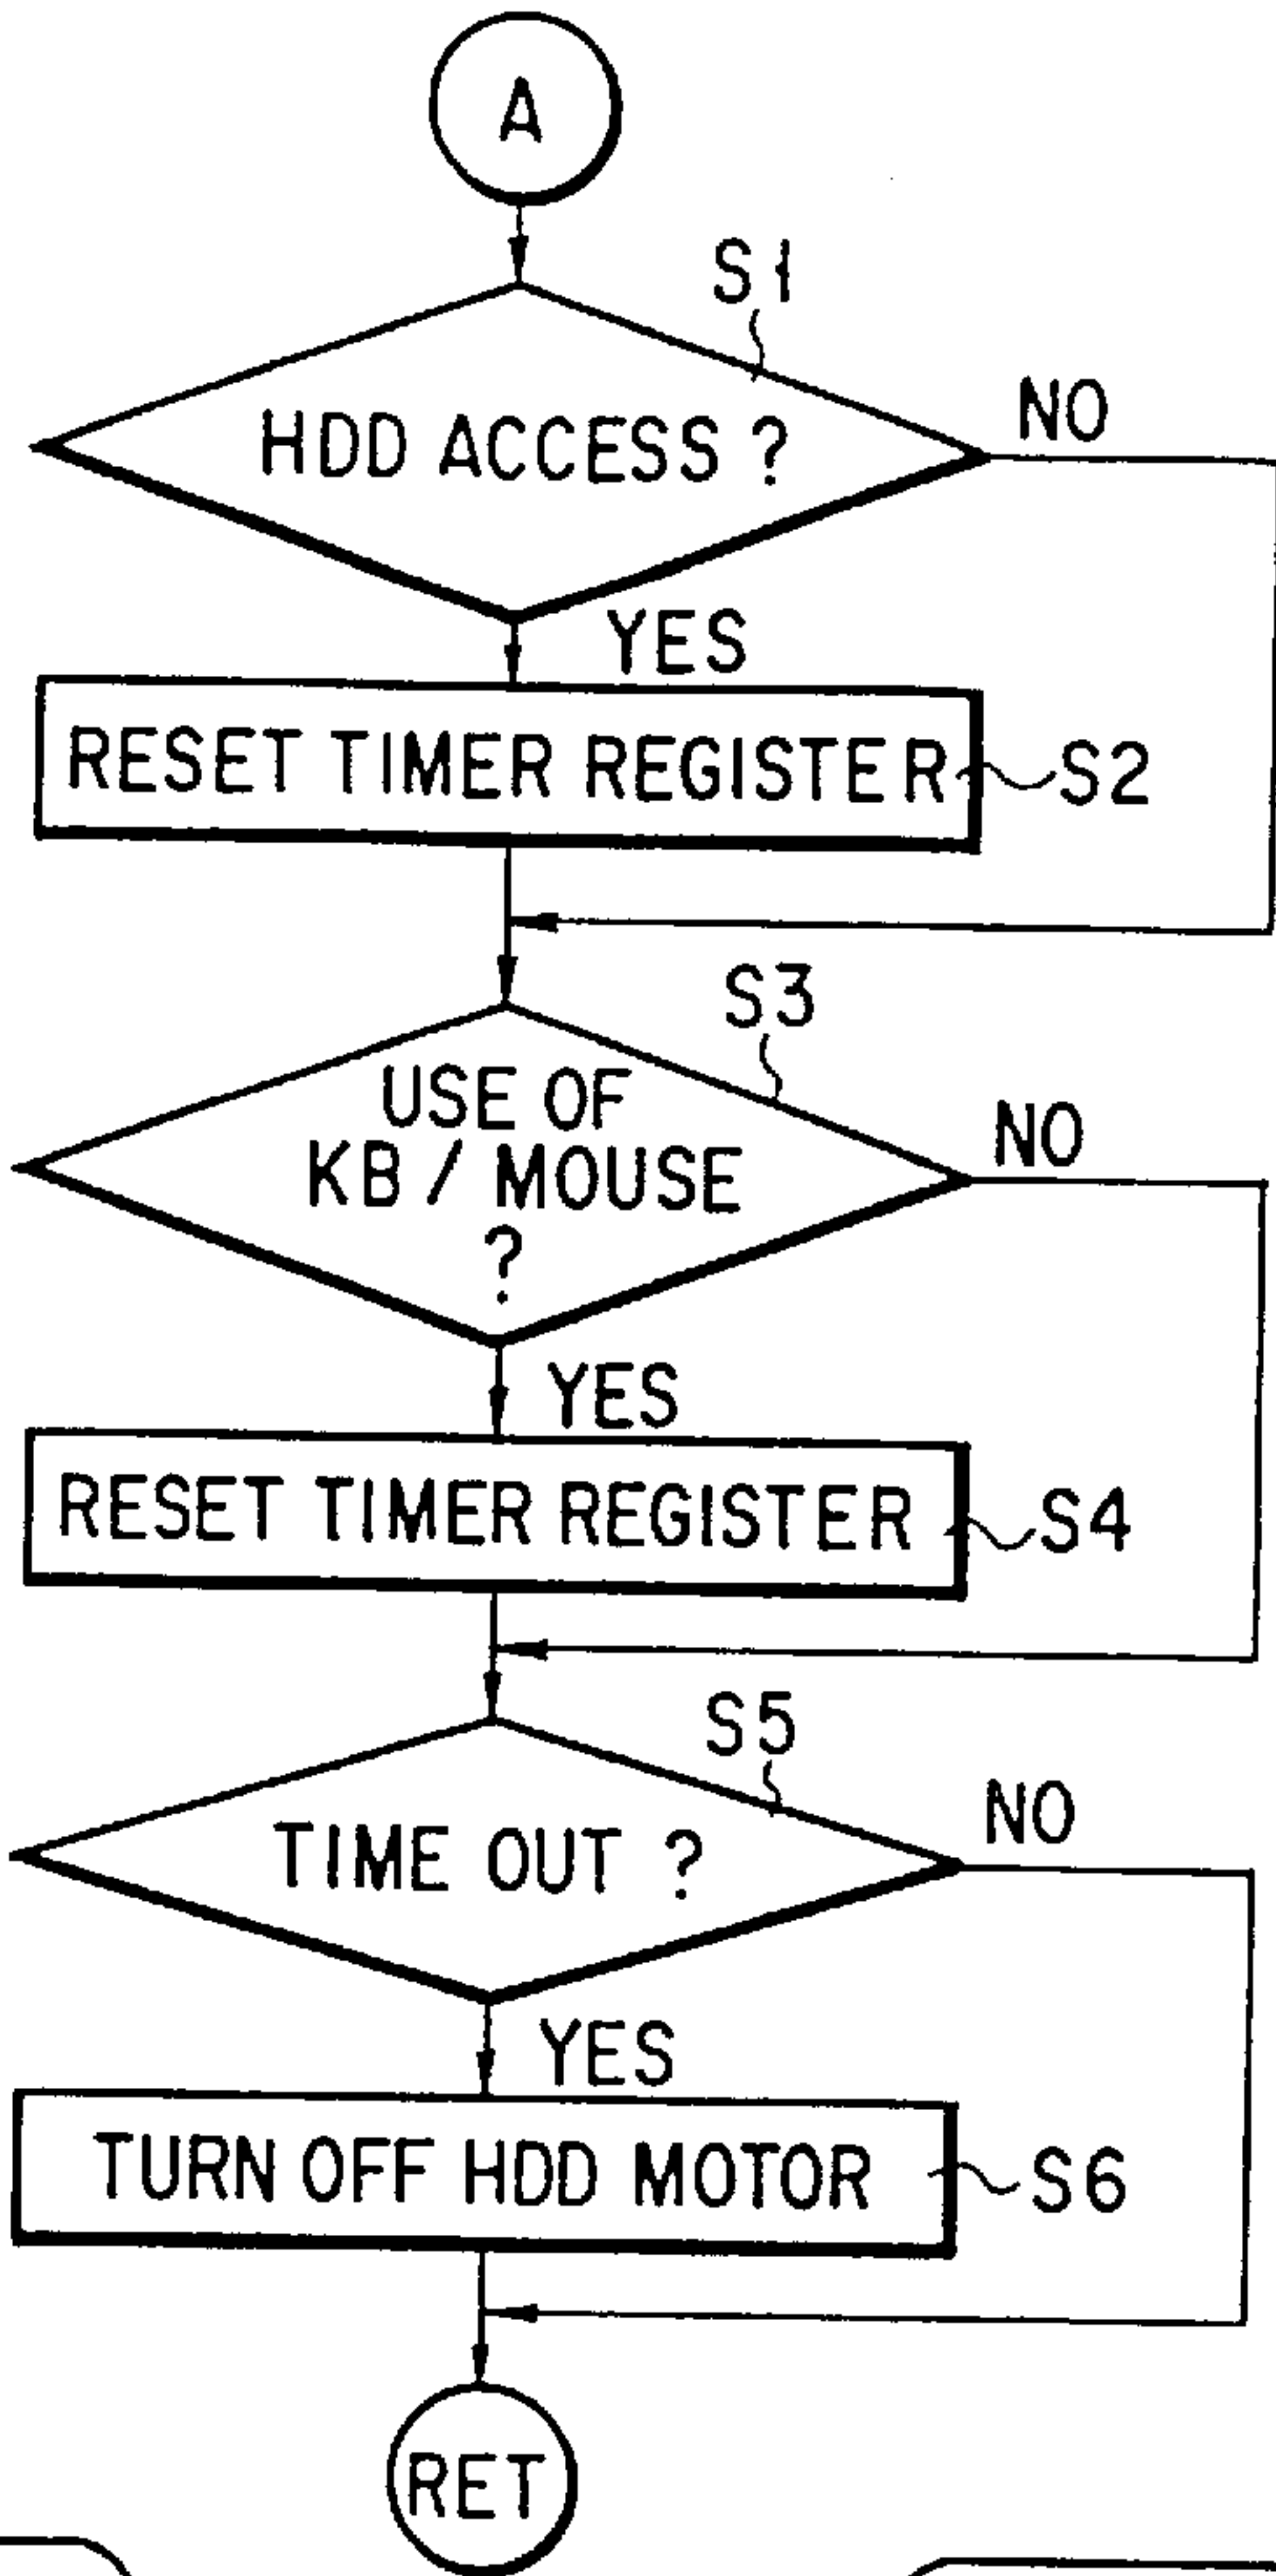 A
S1
HDD ACCESS ?
NO
YES
RESET TIMER REGISTER
S2
S3
USE OF
KB / MOUSE
?
NO
YES
RESET TIMER REGISTER
S4
S5
TIME OUT ?
NO
YES
TURN OFF HDD MOTOR
S6
RET